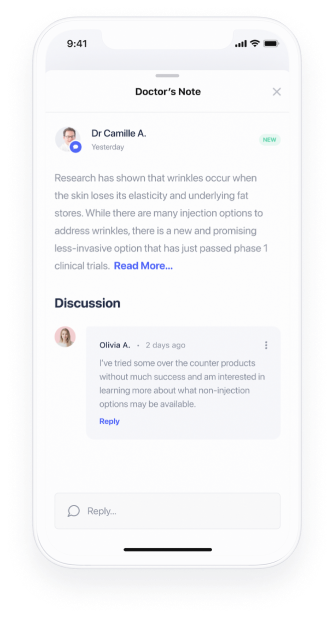 9:41
Doctor's Note
Dr Camille A.
NEW
Yesterday
Research has shown that wrinkles occur when
the skin loses its elasticity and underlying fat
stores. While there are many injection options to
address wrinkles, there is a new and promising
less-invasive option that has just passed phase 1
clinical trials. Read More...
Discussion
Olivia A. • 2 days ago
I've tried some over the counter products
without much success and am interested in
learning more about what non-injection
options may be available.
Reply
Reply...